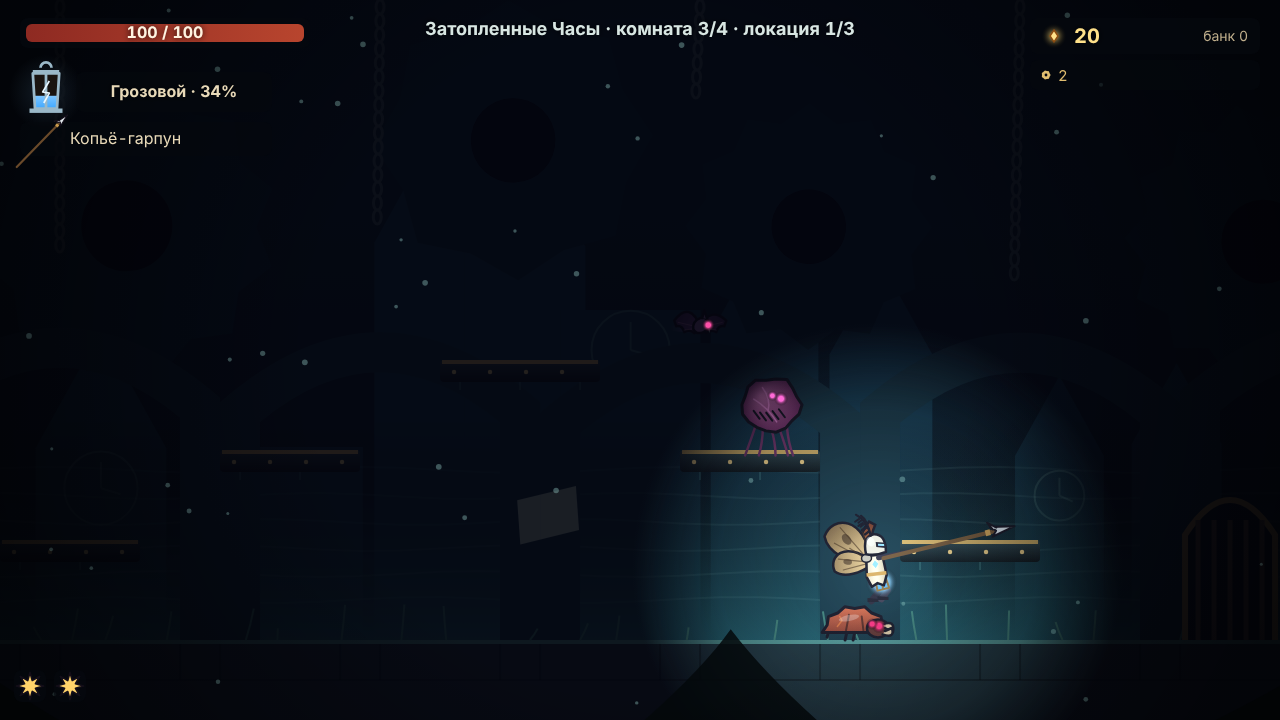 100 / 100
Затопленные Часы · комната 3/4 · локация 1/3
20
банк 0
2
Грозовой · 34%
Копьё-гарпун